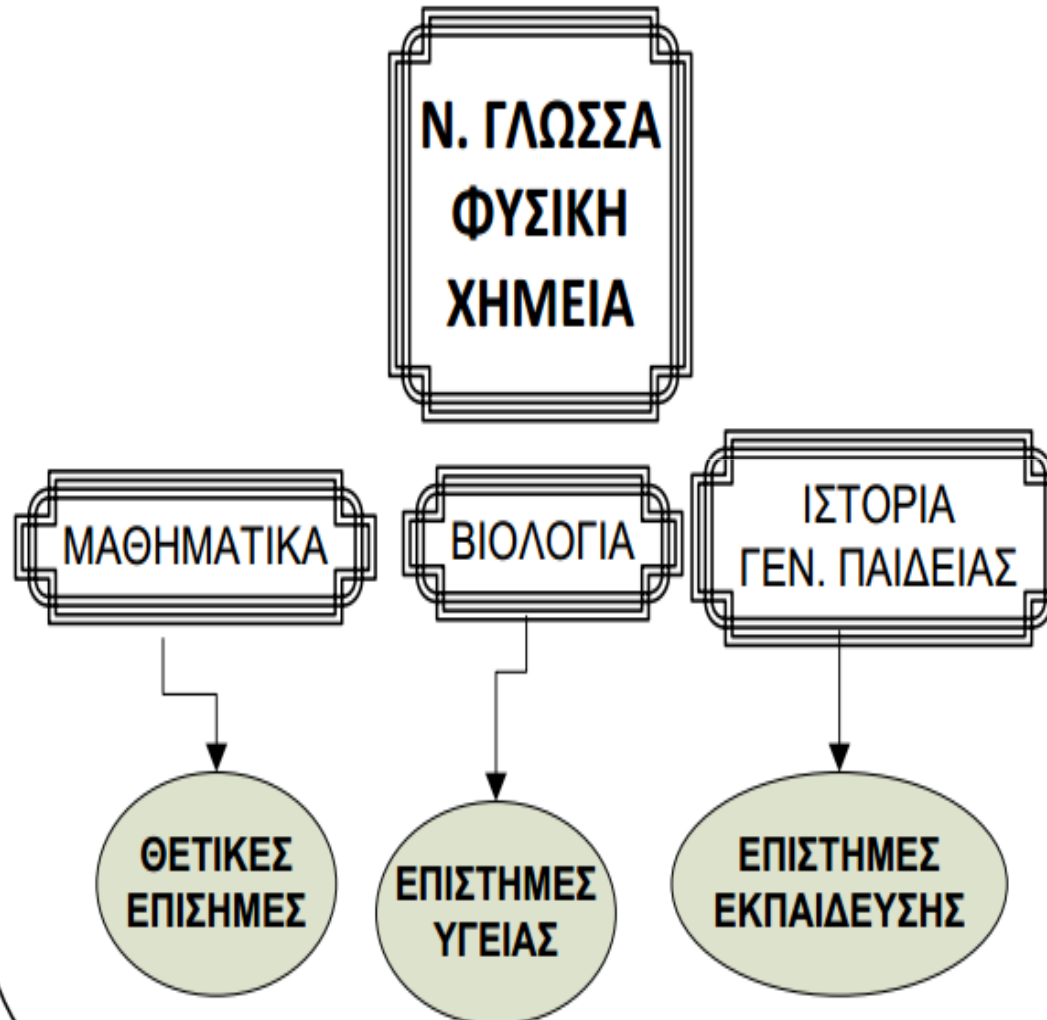 Ν. ΓΛΩΣΣΑ
ΦΥΣΙΚΗ
ΧΗΜΕΙΑ
ΜΑΘΗΜΑΤΙΚΑ
ΒΙΟΛΟΓΙΑ
ΙΣΤΟΡΙΑ
ΓΕΝ. ΠΑΙΔΕΙΑΣ
ΘΕΤΙΚΕΣ
ΕΠΙΣΗΜΕΣ
ΕΠΙΣΤΗΜΕΣ
ΥΓΕΙΑΣ
ΕΠΙΣΤΗΜΕΣ
ΕΚΠΑΙΔΕΥΣΗΣ